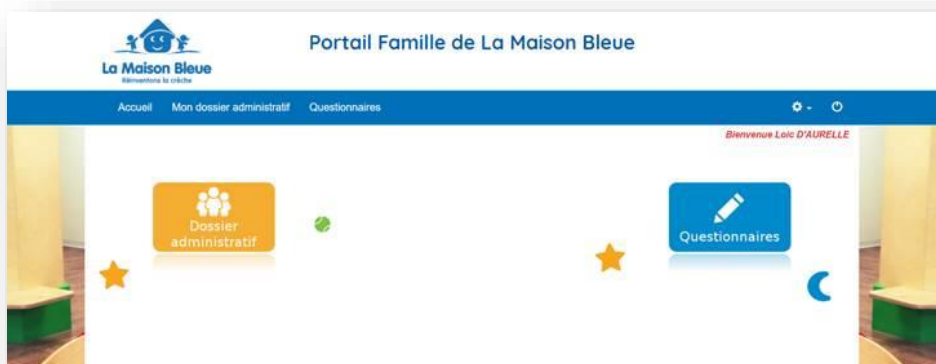 Portail Famille de La Maison Bleue
La Maison Bleue
Réinventons la crèche
Accueil Mon dossier administratif Questionnaires
Bienvenue Loic D'AURELLE
Dossier
administratif
Questionnaires